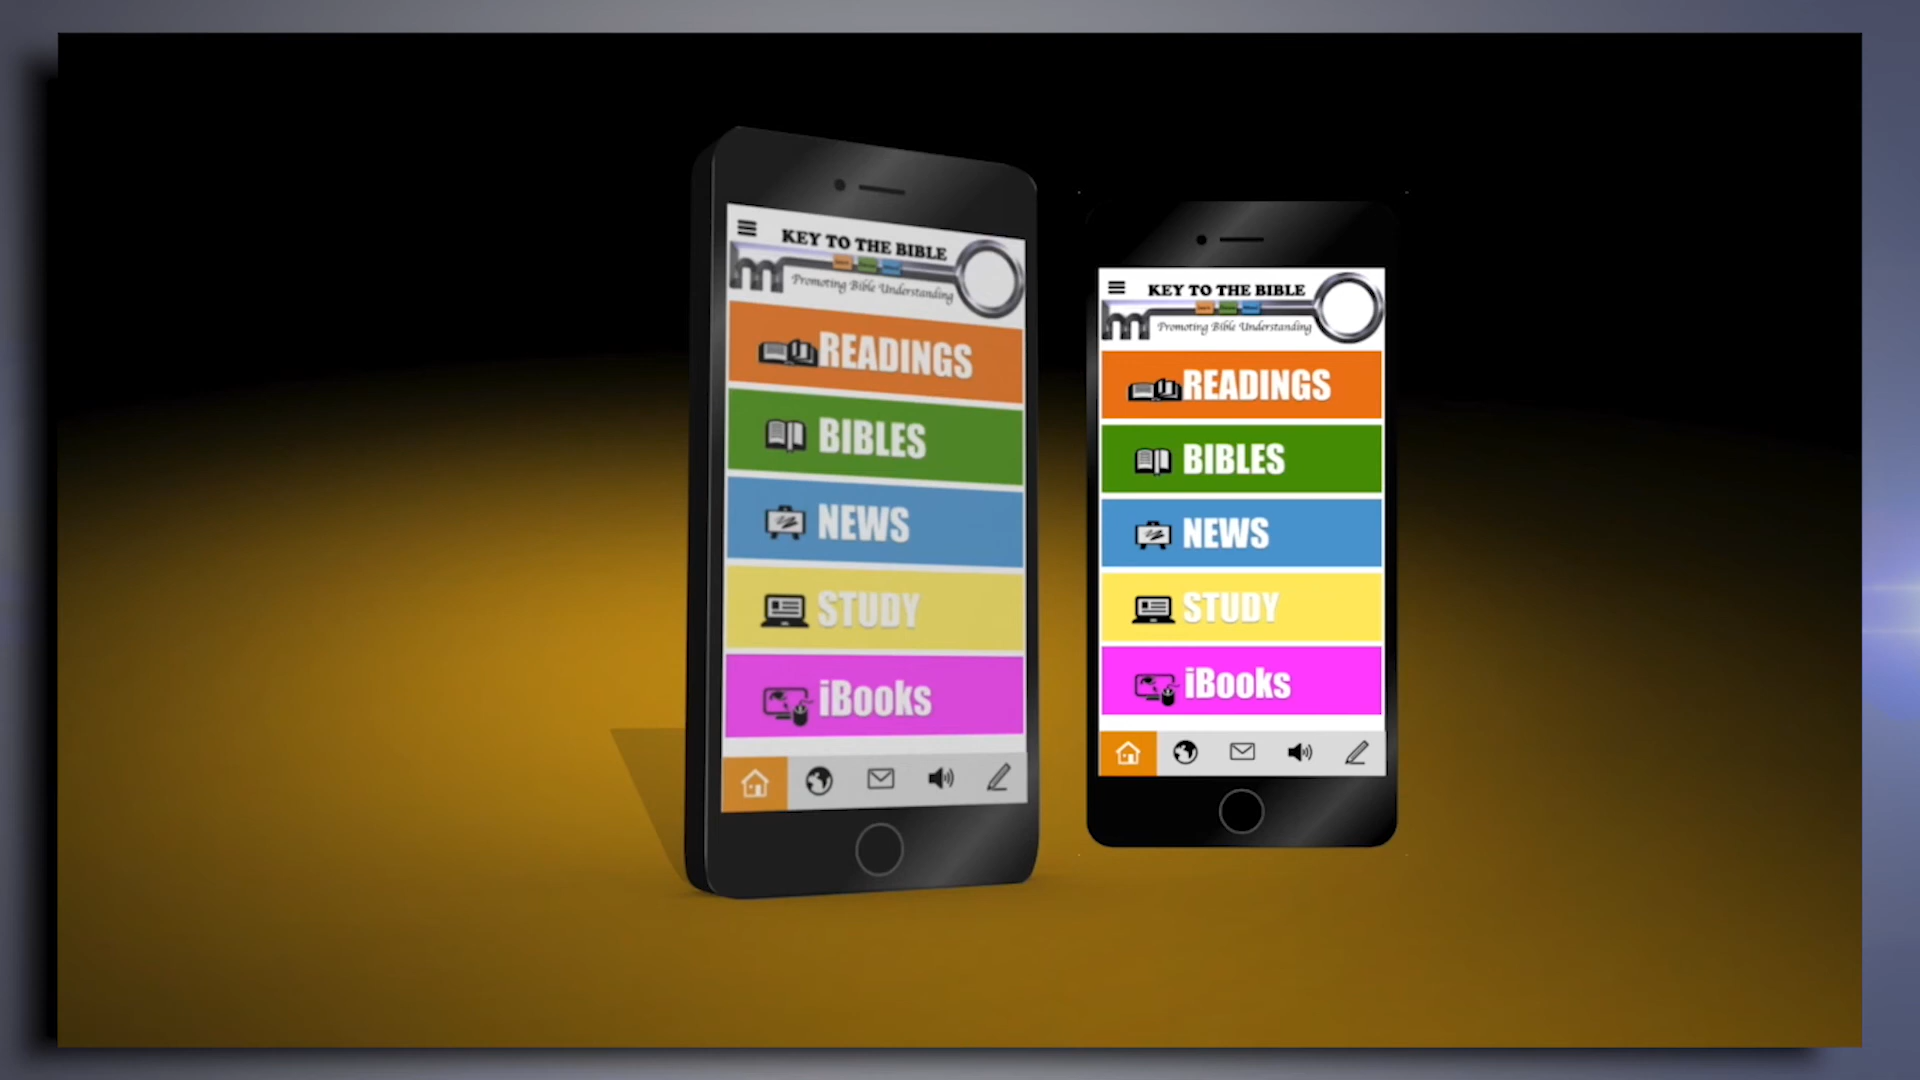 KEY TO THE BIBLE
Promoting Bible Understanding
READINGS
BIBLES
NEWS
STUDY
iBooks
KEY TO THE BIBLE
Promoting Bible Understanding
READINGS
BIBLES
NEWS
STUDY
iBooks